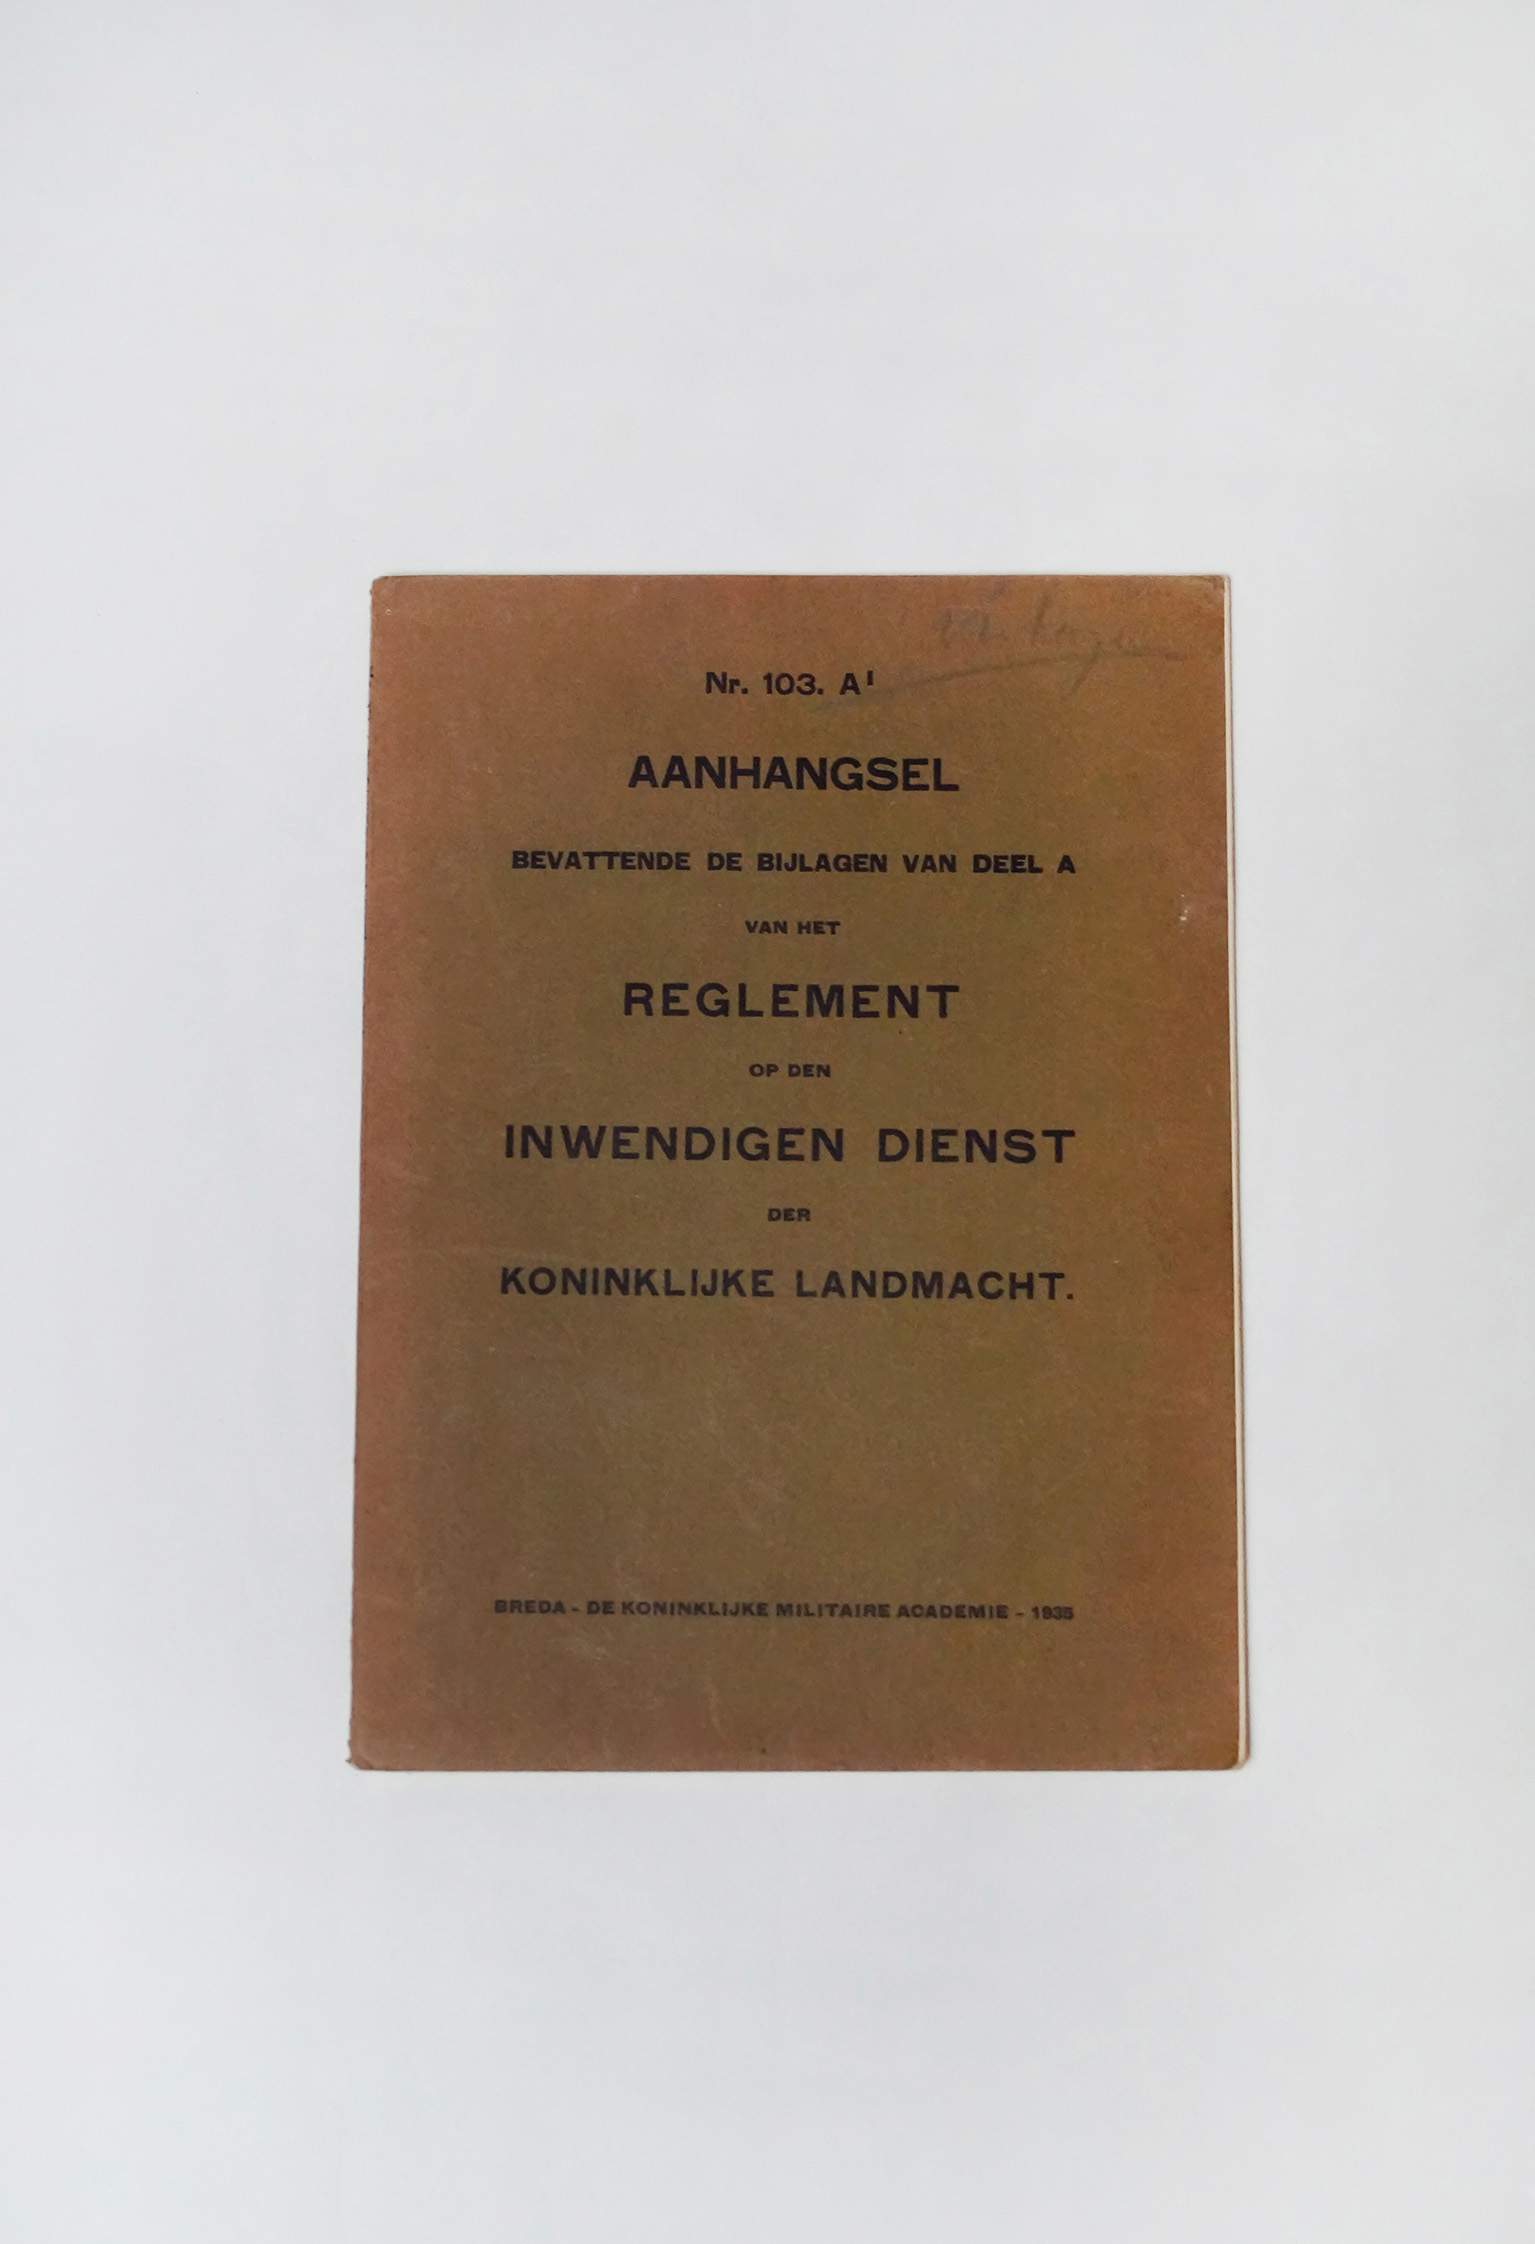 Nr. 103. A¹
AANHANGSEL
BEVATTENDE DE BIJLAGEN VAN DEEL A
VAN HET
REGLEMENT
OP DEN
INWENDIGEN DIENST
DER
KONINKLIJKE LANDMACHT.
BREDA - DE KONINKLIJKE MILITAIRE ACADEMIE - 1935